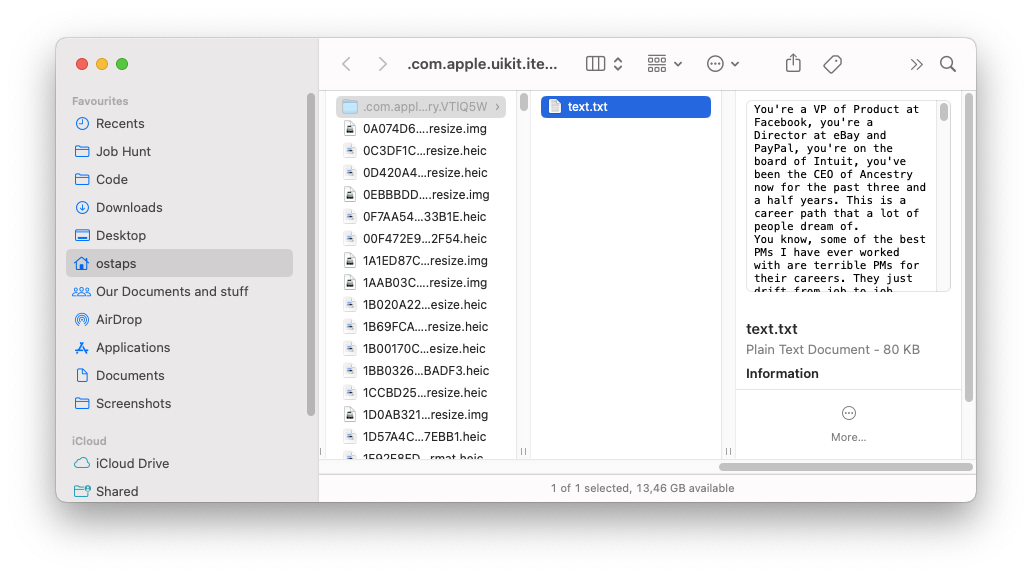 .com.apple.uikit.ite...
Favourites
Recents
Job Hunt
Code
Downloads
Desktop
ostaps
Our Documents and stuff
AirDrop
Applications
Documents
Screenshots
iCloud
iCloud Drive
Shared
.com.appl...ry.VTIQ5W
0A074D6....resize.img
0C3DF1C...resize.heic
0D420A4...resize.heic
0EBBBDD....resize.img
0F7AA54...33B1E.heic
00F472E9...2F54.heic
1A1ED87C...resize.img
1AAB03C....resize.img
1B020A22...esize.heic
1B69FCA....resize.heic
1B00170C...esize.heic
1BB0326...BADF3.heic
1CCBD25...resize.heic
1D0AB321...resize.img
1D57A4C...7EBB1.heic
1E92F8FD...rmat.heic
text.txt
You're a VP of Product at
Facebook, you're a
Director at eBay and
PayPal, you're on the
board of Intuit, you've
been the CEO of Ancestry
now for the past three and
a half years. This is a
career path that a lot of
people dream of.
You know, some of the best
PMs I have ever worked
with are terrible PMs for
their careers. They just
drift from job to job
text.txt
Plain Text Document - 80 KB
Information
More...
1 of 1 selected, 13,46 GB available